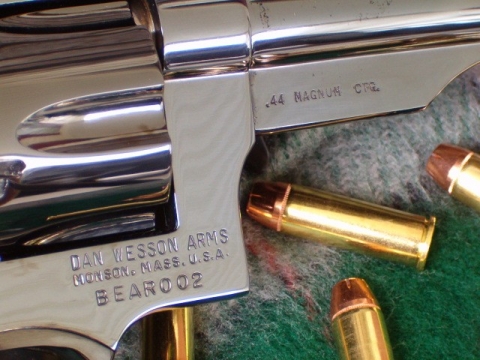 .44 MAGNUM CTG.
DAN WESSON ARMS
MONSON, MASS. U.S.A.
BEAR002